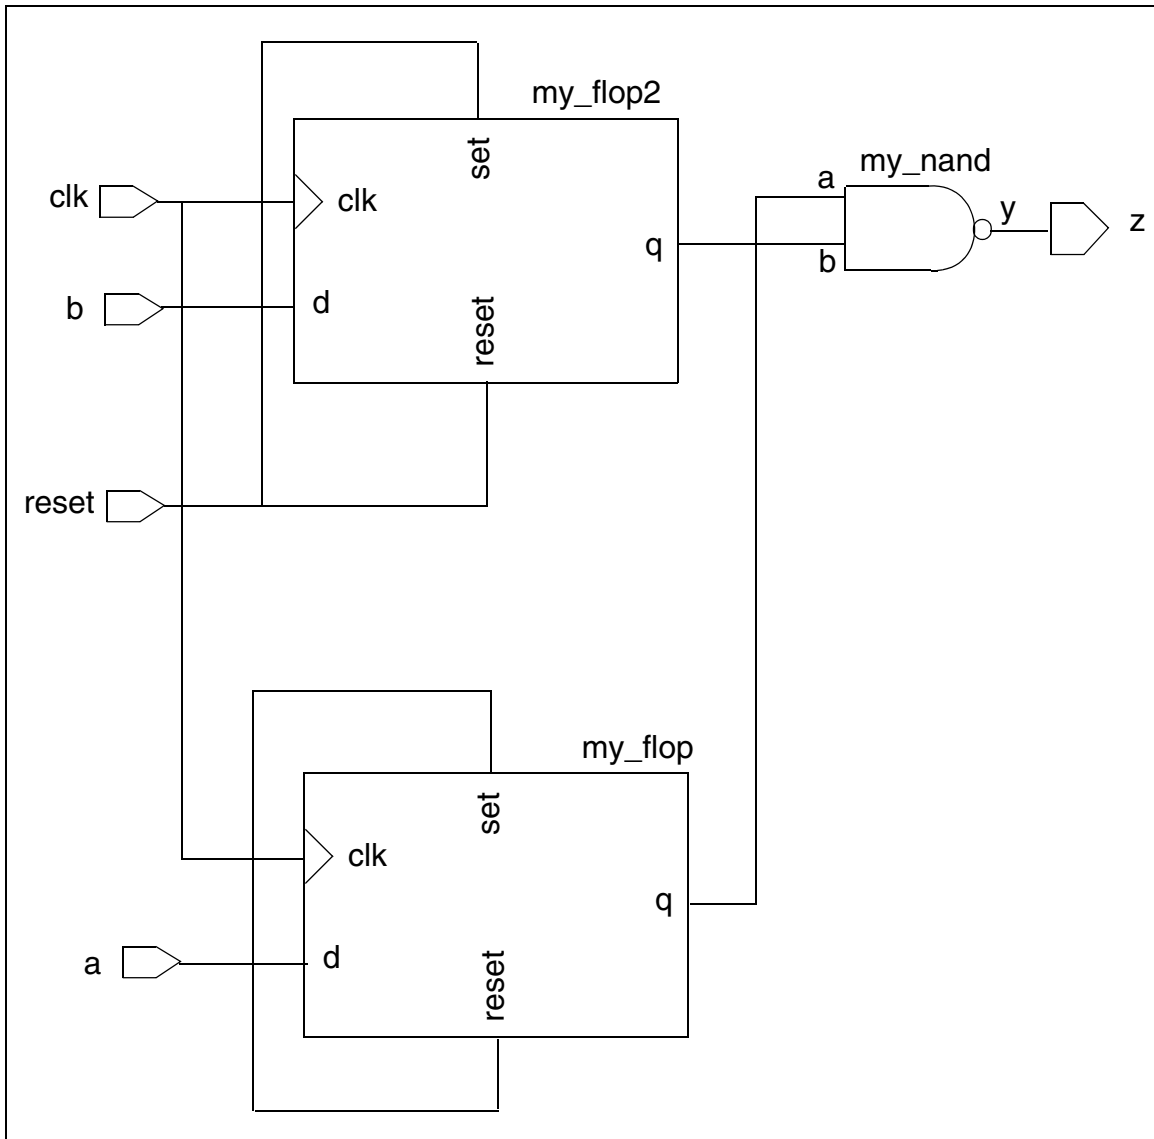 my_flop2
set
my_nand
a
clk
clk
y
z
q
b
b
d
reset
reset
my_flop
set
clk
q
a
d
reset